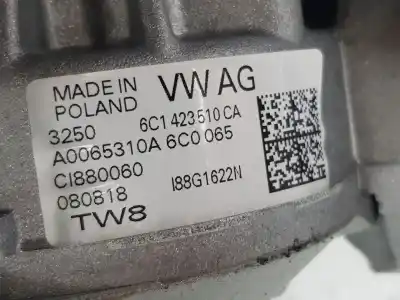 MADE IN VW AG
POLAND
3250 6C1 423 510 CA
A0065310A 6C0 065
CI880060
080818 I88G1622N
TW8